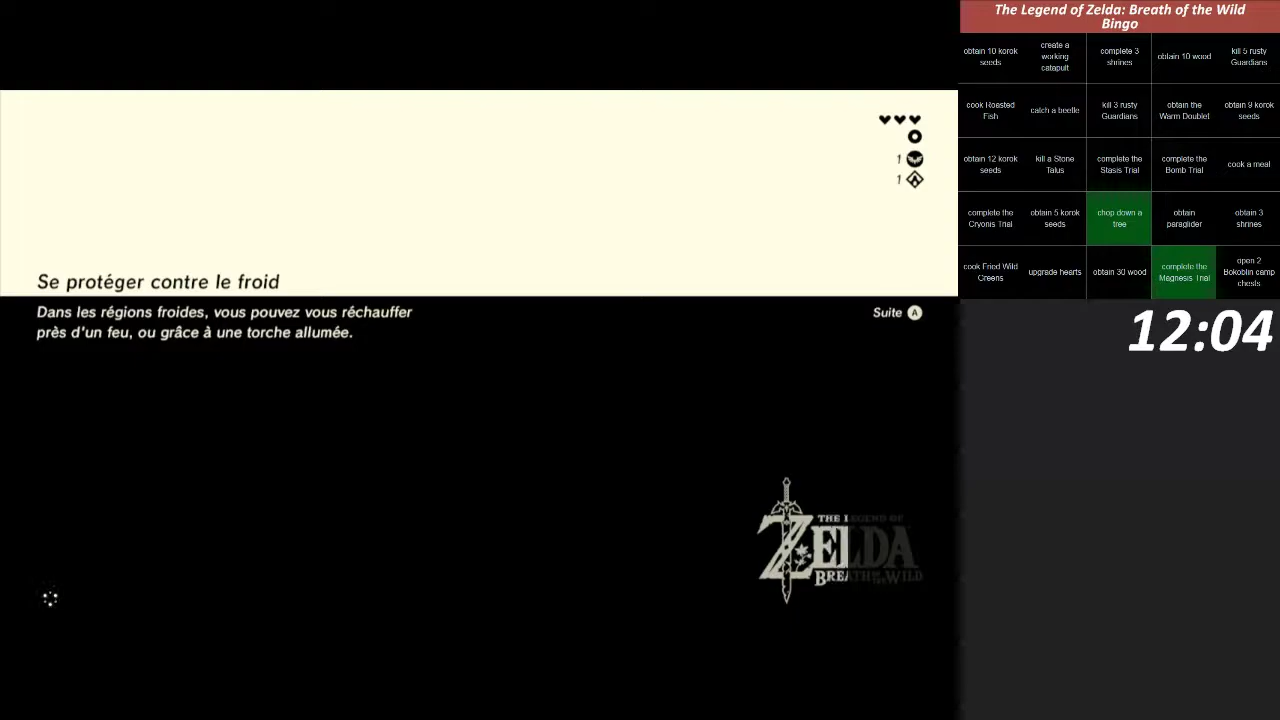 The Legend of Zelda: Breath of the Wild
Bingo
obtain 10 korok
seeds
create a
working
catapult
complete 3
shrines
obtain 10 wood
kill 5 rusty
Guardians
cook Roasted
Fish
catch a beetle
kill 3 rusty
Guardians
obtain the
Warm Doublet
obtain 9 korok
seeds
obtain 12 korok
seeds
kill a Stone
Talus
complete the
Stasis Trial
complete the
Bomb Trial
cook a meal
complete the
Cryonis Trial
obtain 5 korok
seeds
chop down a
tree
obtain
paraglider
obtain 3
shrines
cook Fried Wild
Greens
upgrade hearts
obtain 30 wood
complete the
Magnesis Trial
open 2
Bokoblin camp
chests
12:04
1
1
Se protéger contre le froid
Dans les régions froides, vous pouvez vous réchauffer
près d'un feu, ou grâce à une torche allumée.
Suite A
THE LEGEND OF
ZELDA
BREATH OF THE WILD